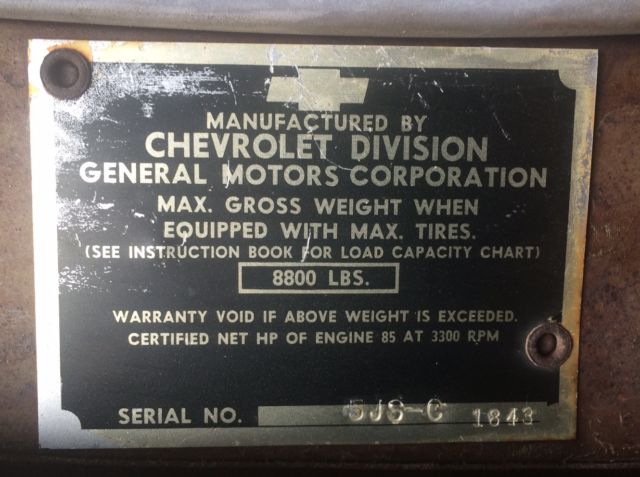 MANUFACTURED BY
CHEVROLET DIVISION
GENERAL MOTORS CORPORATION
MAX. GROSS WEIGHT WHEN
EQUIPPED WITH MAX. TIRES.
(SEE INSTRUCTION BOOK FOR LOAD CAPACITY CHART)
8800 LBS.
WARRANTY VOID IF ABOVE WEIGHT IS EXCEEDED.
CERTIFIED NET HP OF ENGINE 85 AT 3300 RPM
SERIAL NO. 5JS-C 1843